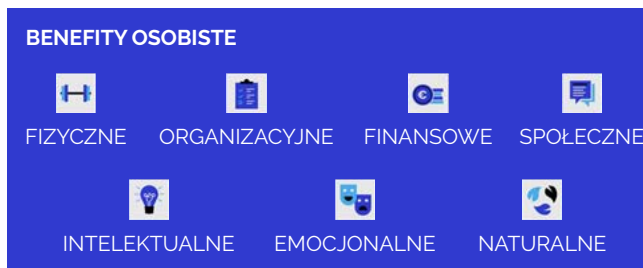 BENEFITY OSOBISTE
FIZYCZNE ORGANIZACYJNE FINANSOWE SPOŁECZNE
INTELEKTUALNE EMOCJONALNE NATURALNE